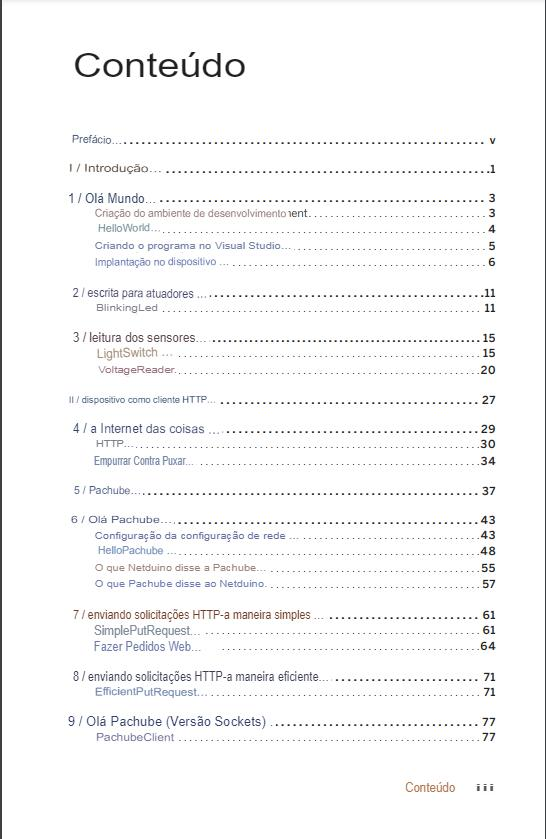 Conteúdo
Prefácio... v
I / Introdução... 1
1 / Olá Mundo... 3
Criação do ambiente de desenvolvimento ient. 3
HelloWorld... 4
Criando o programa no Visual Studio... 5
Implantação no dispositivo ... 6
2 / escrita para atuadores ... 11
BlinkingLed 11
3 / leitura dos sensores... 15
LightSwitch ... 15
VoltageReader. 20
II / dispositivo como cliente HTTP... 27
4 / a Internet das coisas ... 29
HTTP... 30
Empurrar Contra Puxar... 34
5 / Pachube... 37
6 / Olá Pachube... 43
Configuração da configuração de rede ... 43
HelloPachube ... 48
O que Netduino disse a Pachube... 55
O que Pachube disse ao Netduino. 57
7 / enviando solicitações HTTP-a maneira simples ... 61
SimplePutRequest... 61
Fazer Pedidos Web... 64
8 / enviando solicitações HTTP-a maneira eficiente... 71
EfficientPutRequest... 71
9 / Olá Pachube (Versão Sockets) 77
PachubeClient 77
Conteúdo iii